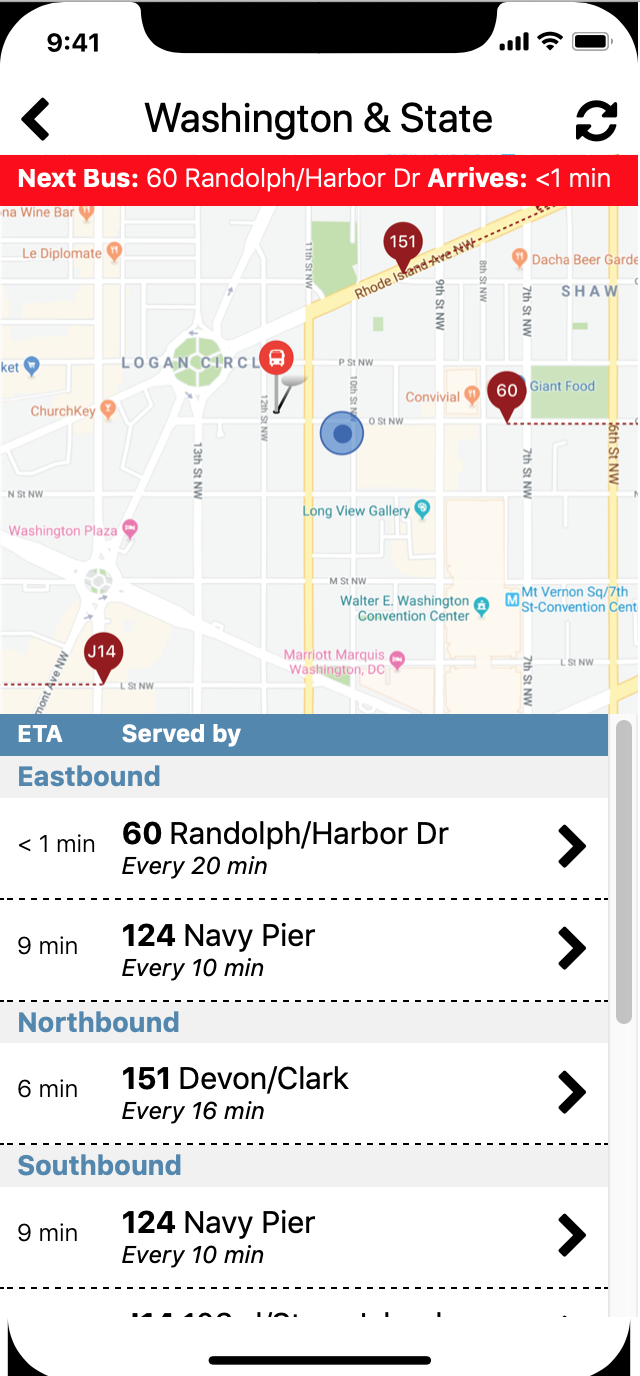 9:41
Washington & State
Next Bus: 60 Randolph/Harbor Dr Arrives: <1 min
na Wine Bar
Le Diplomate
11th St NW
151
Rhode Island Ave NW
8th St NW
Dacha Beer Garde
9th St NW
7th St NW
SHAW
ket
LOGAN CIRCL
P St NW
10th St NW
60
Giant Food
Convivial
ChurchKey
12th St NW
O St NW
13th St NW
7th St NW
6th St NW
N St NW
Long View Gallery
Washington Plaza
M St NW
Walter E. Washington
Convention Center
M
Mt Vernon Sq/7th
St-Convention Cent
J14
Marriott Marquis
Washington, DC
L St NW
7th St NW
mont Ave NW
L St NW
ETA Served by
Eastbound
< 1 min 60 Randolph/Harbor Dr
Every 20 min
9 min 124 Navy Pier
Every 10 min
Northbound
6 min 151 Devon/Clark
Every 16 min
Southbound
9 min 124 Navy Pier
Every 10 min